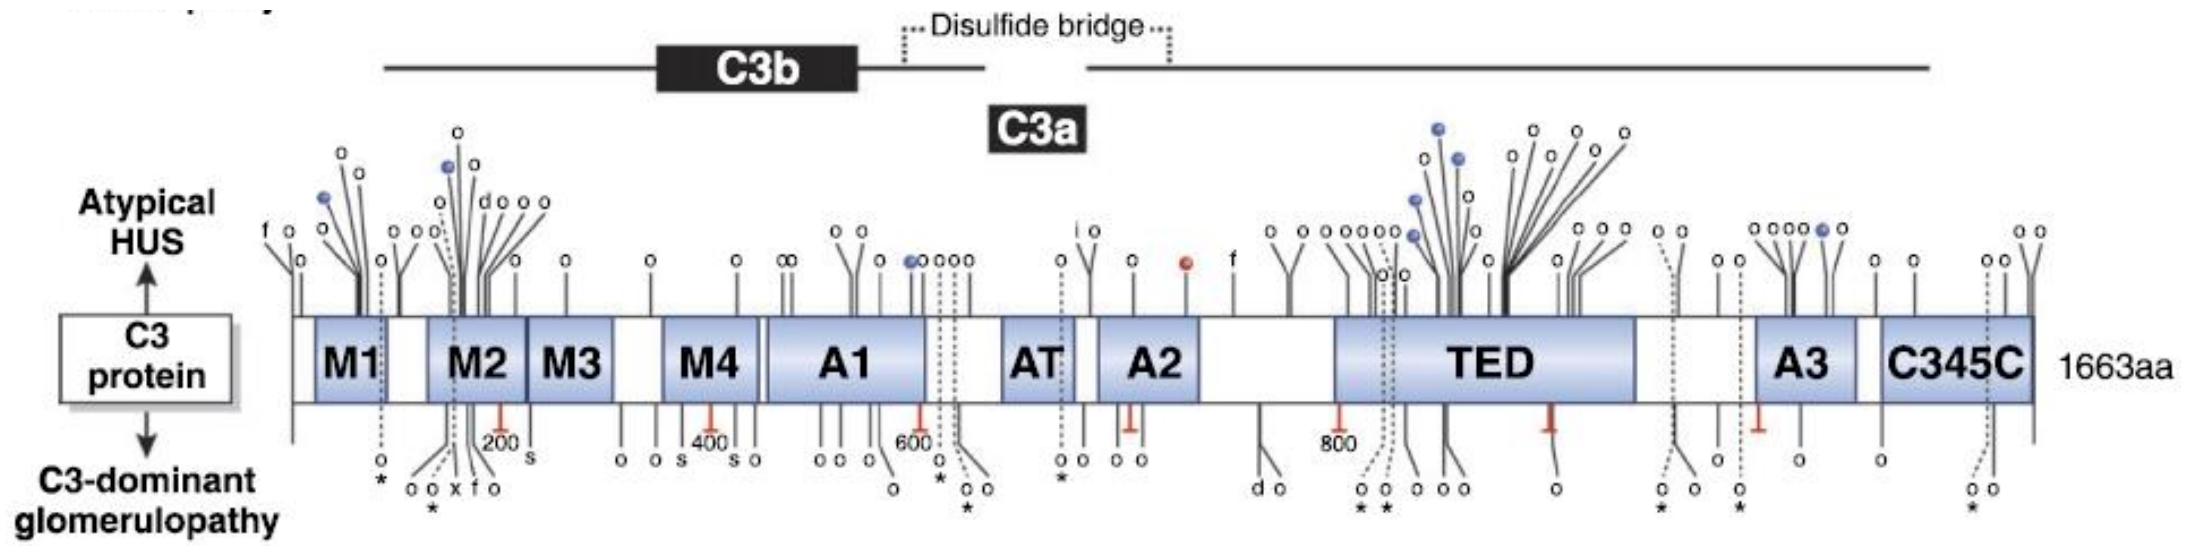 Disulfide bridge
C3b
C3a
Atypical
HUS
f o o o o o o o o o o o o d o o o o o o o oo o o o o o o o o i o o f o o o o o o o o o o o o o o o o o o o o o o o o o o o o o o o o o o o o o o o o
C3
protein
M1 M2 M3 M4 A1 AT A2 TED A3 C345C 1663aa
200 400 600 800
s o o s s o o o o o o o o o o o o
* o o x f o o * o o * d o o o o o o o o o o o o
* * * * * * *
C3-dominant
glomerulopathy